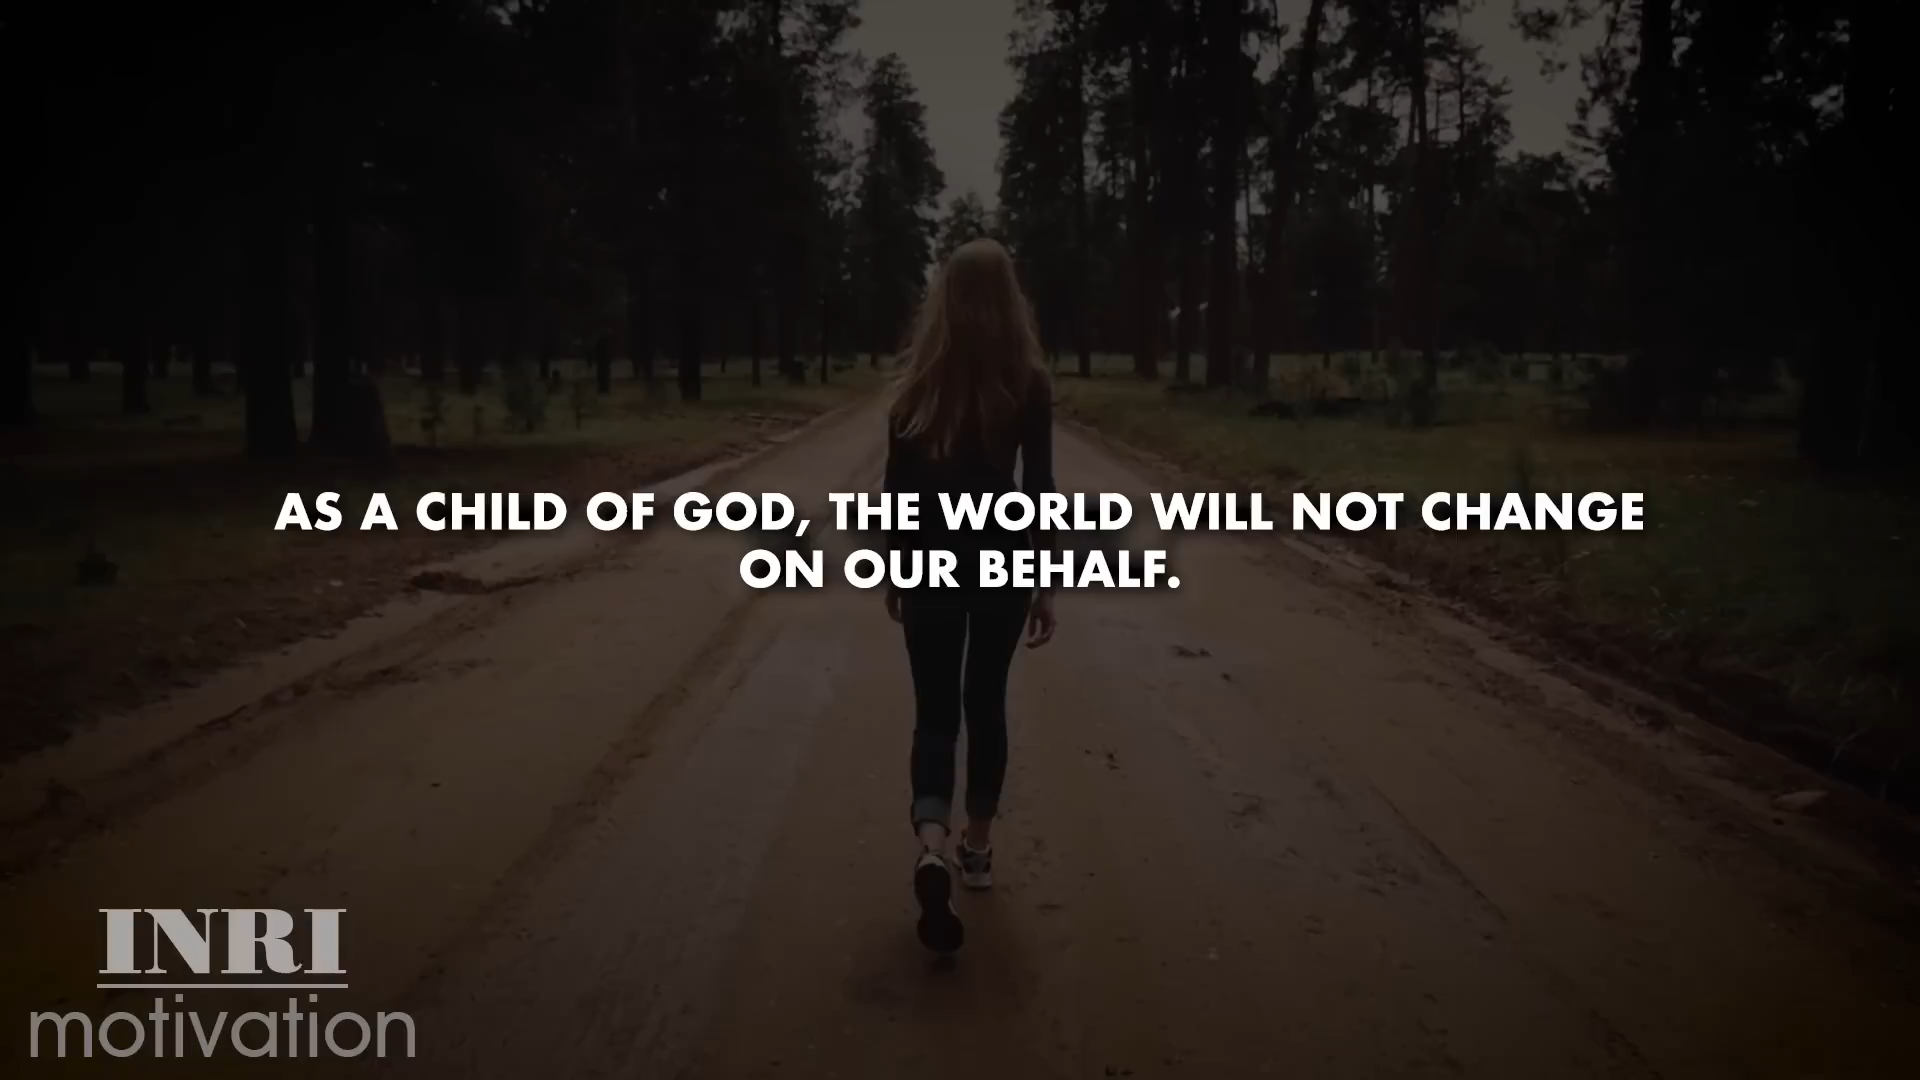 AS A CHILD OF GOD, THE WORLD WILL NOT CHANGE
ON OUR BEHALF.
INRI
motivation